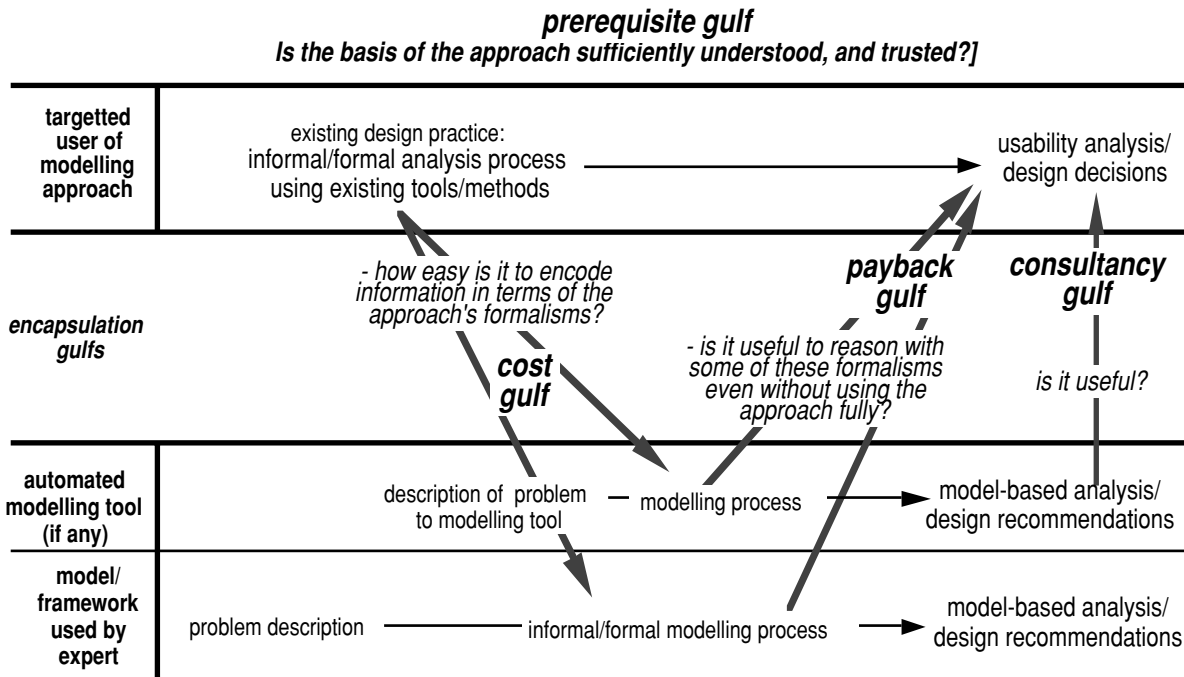 prerequisite gulf
Is the basis of the approach sufficiently understood, and trusted?]
targetted
user of
modelling
approach
existing design practice:
informal/formal analysis process
using existing tools/methods
usability analysis/
design decisions
encapsulation
gulfs
- how easy is it to encode
information in terms of the
approach's formalisms?
cost
gulf
payback
gulf
- is it useful to reason with
some of these formalisms
even without using the
approach fully?
consultancy
gulf
is it useful?
automated
modelling tool
(if any)
description of problem
to modelling tool
modelling process
model-based analysis/
design recommendations
model/
framework
used by
expert
problem description
informal/formal modelling process
model-based analysis/
design recommendations